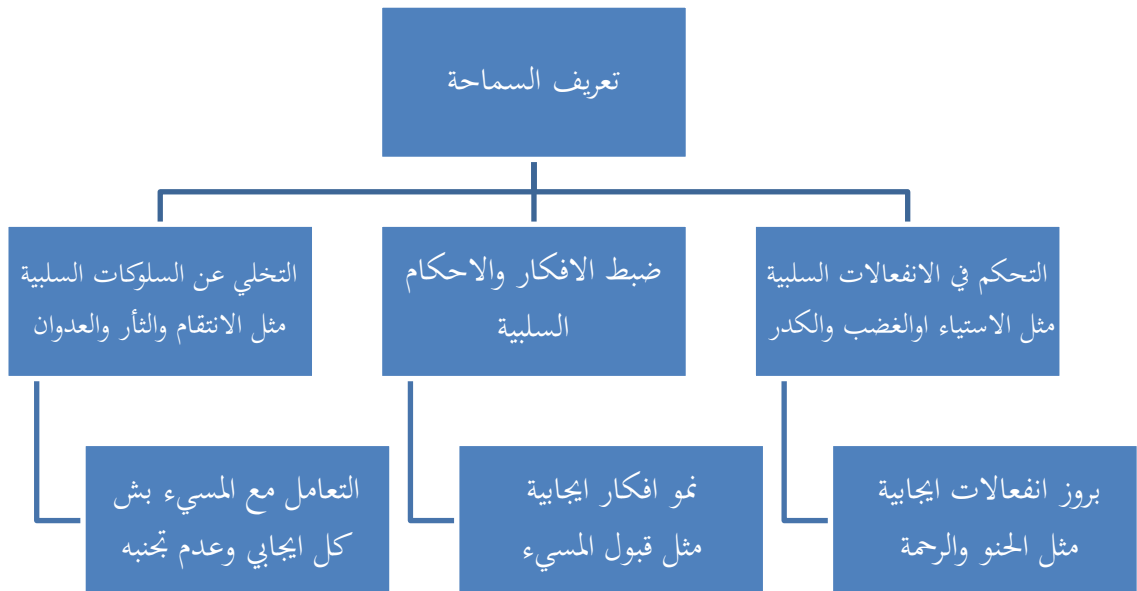 تعريف السماحة
التحكم في الانفعالات السلبية
مثل الاستياء اوالغضب والكدر
ضبط الافكار والاحكام
السلبية
التخلي عن السلوكات السلبية
مثل الانتقام والثأر والعدوان
بروز انفعالات ايجابية
مثل الحنو والرحمة
نمو افكار ايجابية
مثل قبول المسيء
التعامل مع المسيء بش
كل ايجابي وعدم تجنبه